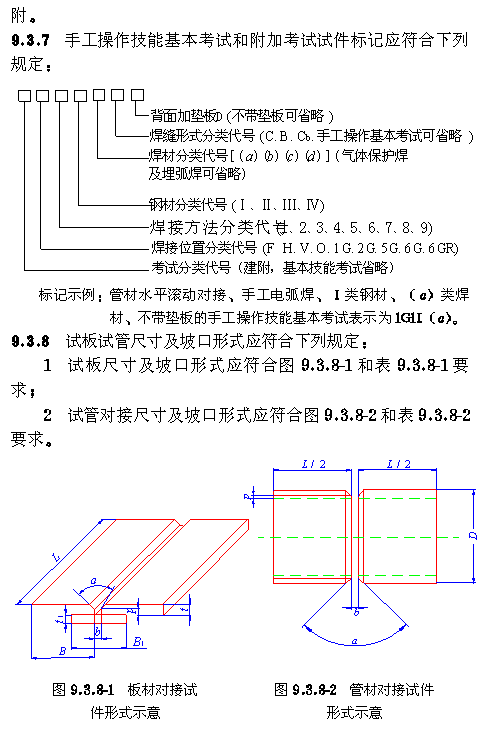 附。
9.3.7 手工操作技能基本考试和附加考试试件标记应符合下列
规定：
背面加垫板D (不带垫板可省略 )
焊缝形式分类代号 (C. B. Cb. 手工操作基本考试可省略 )
焊材分类代号[ (a) (b) (c) (d) ] (气体保护焊
及埋弧焊可省略)
钢材分类代号 ( I 、II、III、IV)
焊接方法分类代号 2、3、4、5、6、7、8、9)
焊接位置分类代号 (F H. V. O. 1G. 2G. 5G. 6G. 6GR)
考试分类代号（建附，基本技能考试省略）
标记示例：管材水平滚动对接、手工电弧焊、I 类钢材、(a) 类焊
材、不带垫板的手工操作技能基本考试表示为 1G1I (a)。
9.3.8 试板试管尺寸及坡口形式应符合下列规定：
1 试板尺寸及坡口形式应符合图 9.3.8-1 和表 9.3.8-1 要
求；
2 试管对接尺寸及坡口形式应符合图 9.3.8-2 和表 9.3.8-2
要求。
L / 2 L / 2
P
D
b
a
L
a
t1
P
t
b
B
B1
图 9.3.8-1 板材对接试
件形式示意
图 9.3.8-2 管材对接试件
形式示意